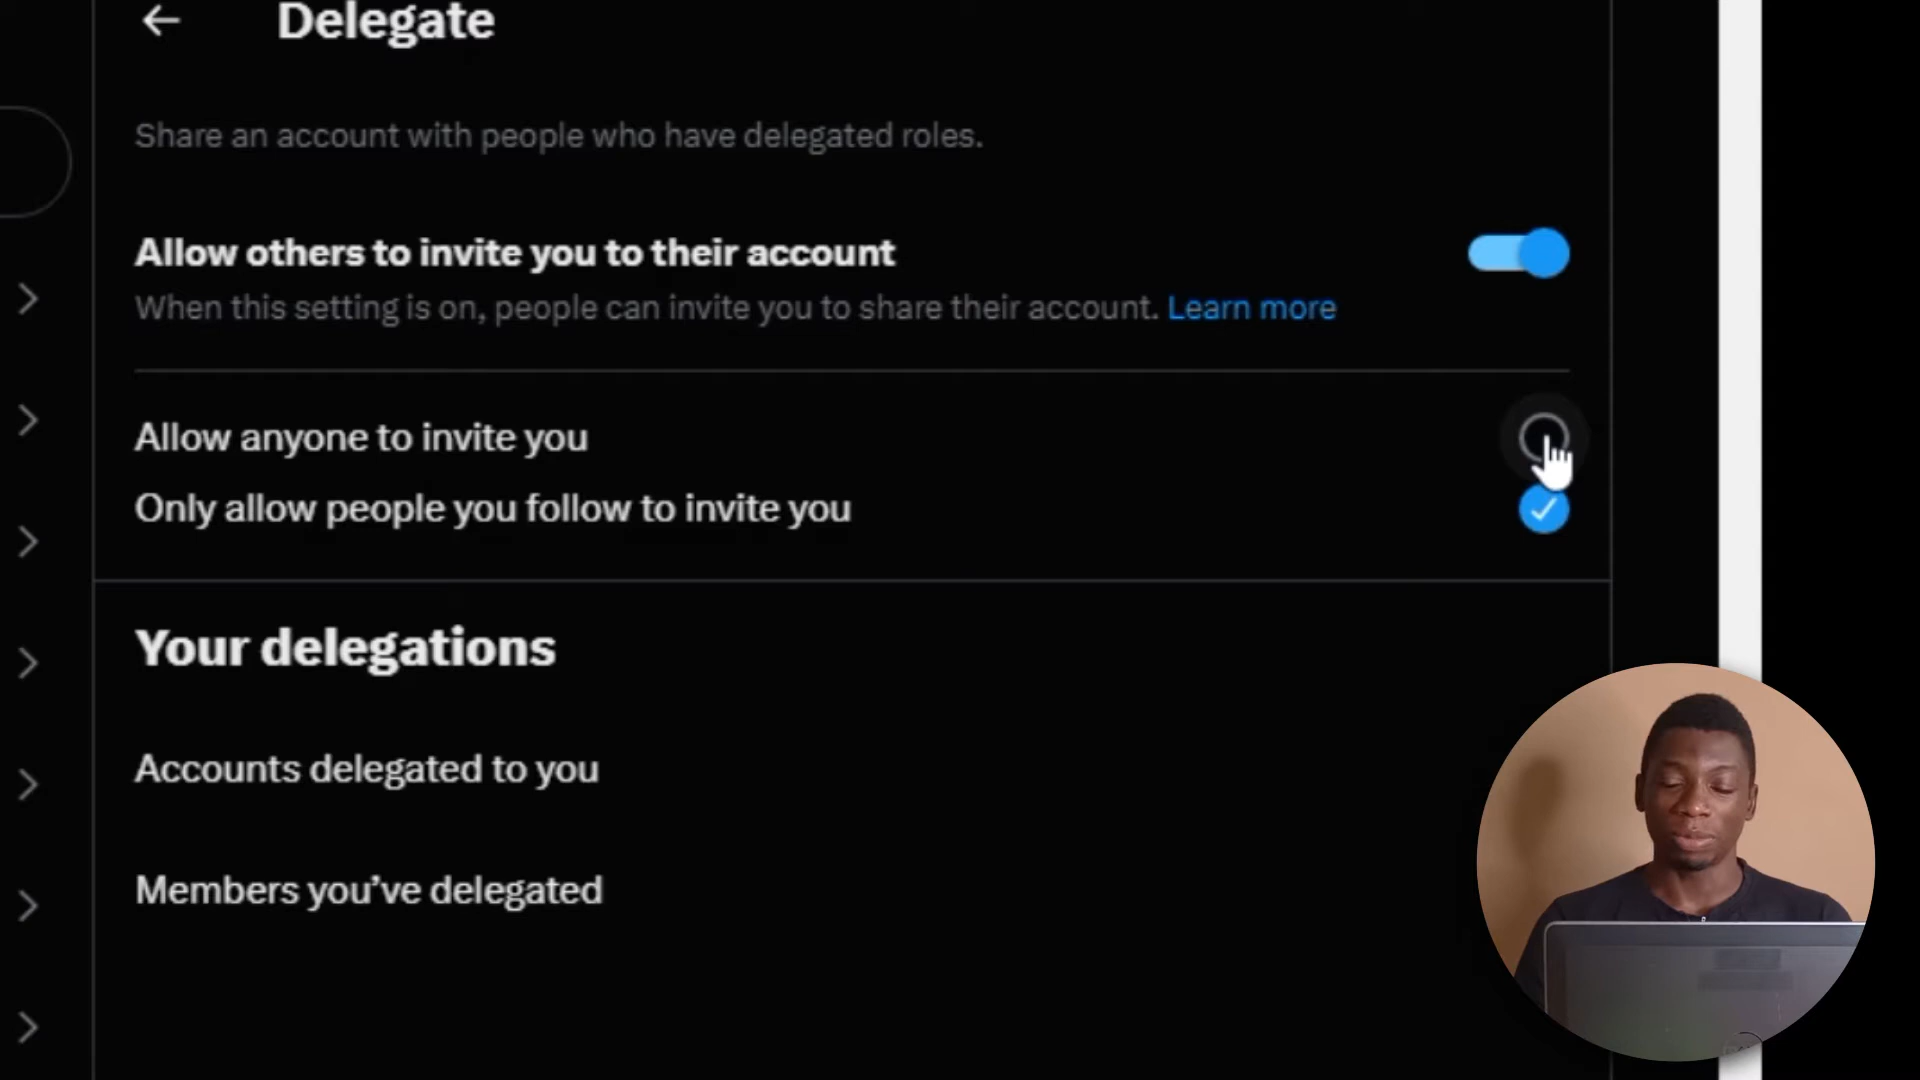 Delegate
Share an account with people who have delegated roles.
Allow others to invite you to their account
When this setting is on, people can invite you to share their account. Learn more
Allow anyone to invite you
Only allow people you follow to invite you
Your delegations
Accounts delegated to you
Members you’ve delegated